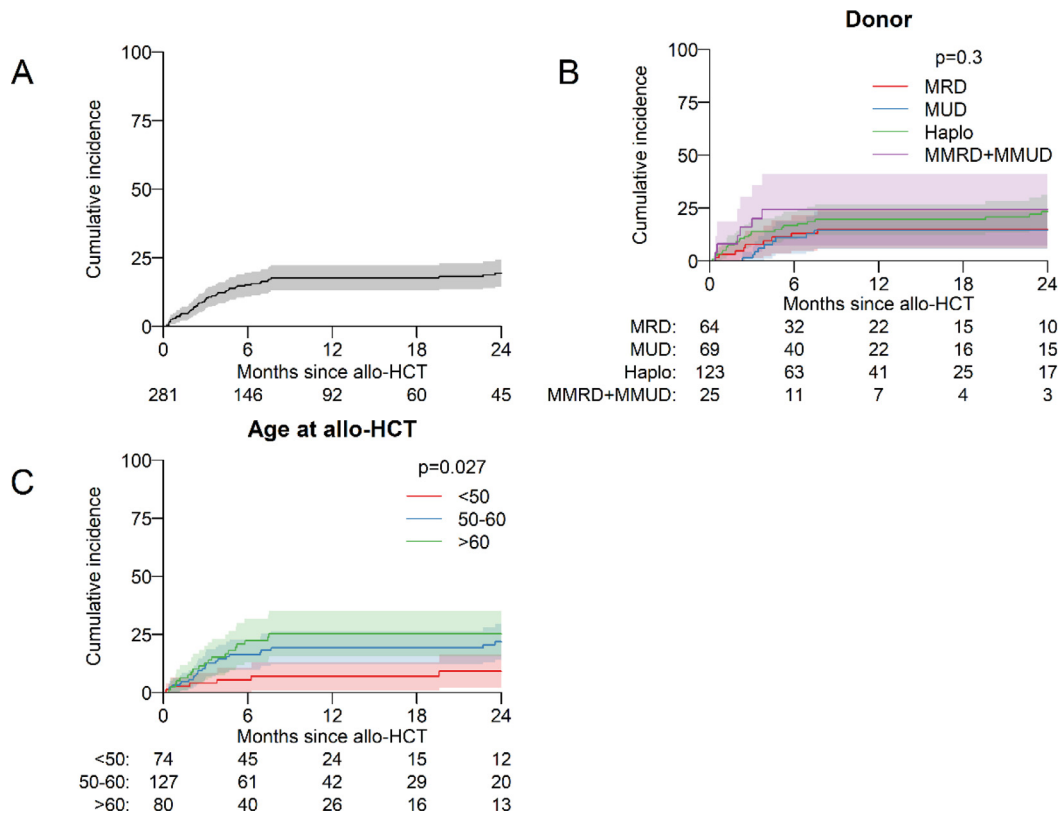 A
100
75
50
25
0
Cumulative incidence
0 6 12 18 24
Months since allo-HCT
281 146 92 60 45
B
Donor
p=0.3
MRD
MUD
Haplo
MMRD+MMUD
100
75
50
25
0
Cumulative incidence
0 6 12 18 24
Months since allo-HCT
MRD: 64 32 22 15 10
MUD: 69 40 22 16 15
Haplo: 123 63 41 25 17
MMRD+MMUD: 25 11 7 4 3
C
Age at allo-HCT
p=0.027
<50
50-60
>60
100
75
50
25
0
Cumulative incidence
0 6 12 18 24
Months since allo-HCT
<50: 74 45 24 15 12
50-60: 127 61 42 29 20
>60: 80 40 26 16 13